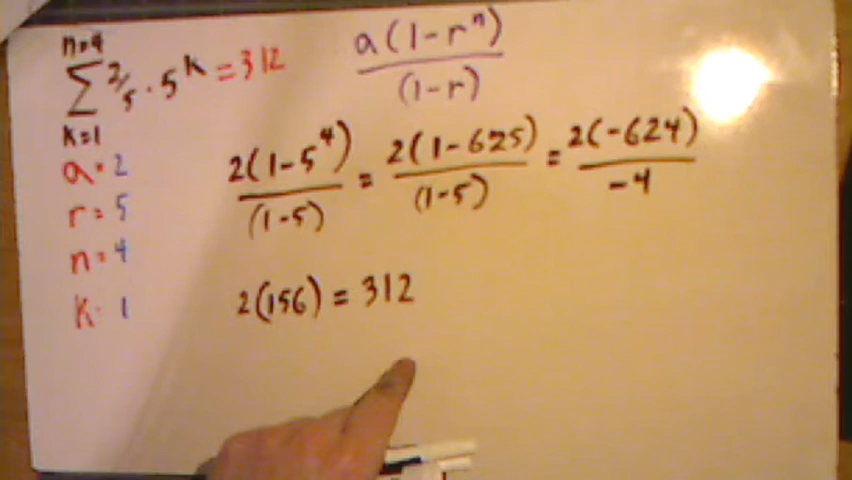 n=4
∑ 2/5 · 5^k = 312
k=1
a(1-r^n)
(1-r)
a = 2
r = 5
n = 4
k = 1
2(1-5^4) = 2(1-625) = 2(-624)
(1-5) (1-5) -4
2(156) = 312